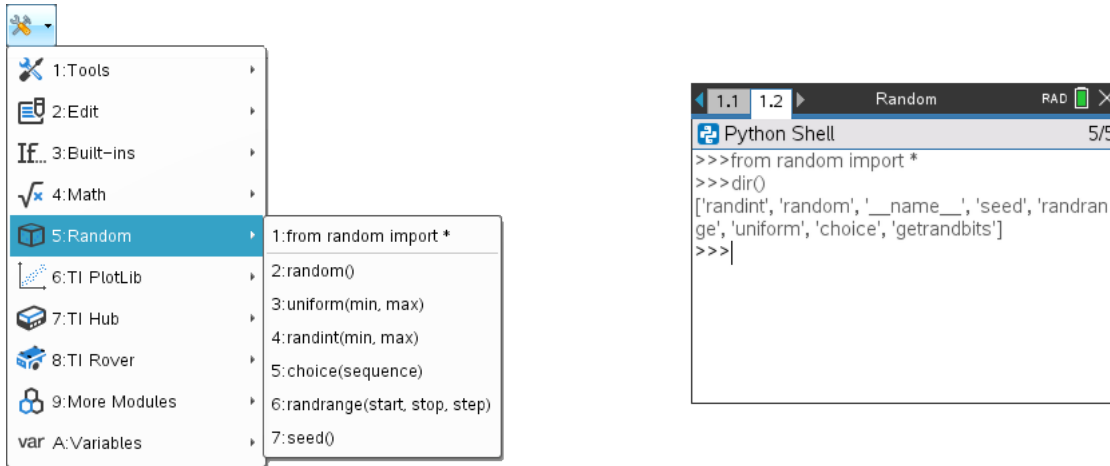 1:Tools
2:Edit
If... 3:Built-ins
√x 4:Math
5:Random
6:TI PlotLib
7:TI Hub
8:TI Rover
9:More Modules
var A:Variables
1:from random import *
2:random()
3:uniform(min, max)
4:randint(min, max)
5:choice(sequence)
6:randrange(start, stop, step)
7:seed()
1.1 1.2 Random RAD
Python Shell 5/5
>>>from random import *
>>>dir()
['randint', 'random', '__name__', 'seed', 'randran
ge', 'uniform', 'choice', 'getrandbits']
>>>